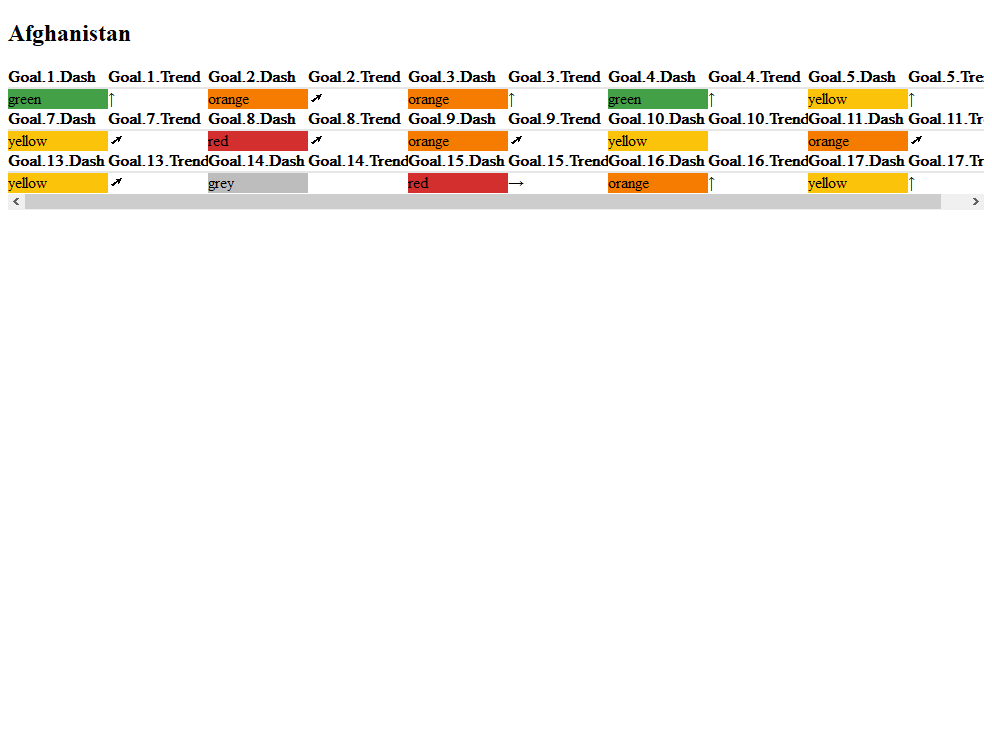 Afghanistan
Goal.1.Dash Goal.1.Trend Goal.2.Dash Goal.2.Trend Goal.3.Dash Goal.3.Trend Goal.4.Dash Goal.4.Trend Goal.5.Dash Goal.5.Tre
green ↑ orange ➚ orange ↑ green ↑ yellow ↑
Goal.7.Dash Goal.7.Trend Goal.8.Dash Goal.8.Trend Goal.9.Dash Goal.9.Trend Goal.10.Dash Goal.10.Trend Goal.11.Dash Goal.11.Tr
yellow ➚ red ➚ orange ➚ yellow orange ➚
Goal.13.Dash Goal.13.Trend Goal.14.Dash Goal.14.Trend Goal.15.Dash Goal.15.Trend Goal.16.Dash Goal.16.Trend Goal.17.Dash Goal.17.T
yellow ➚ grey red → orange ↑ yellow ↑